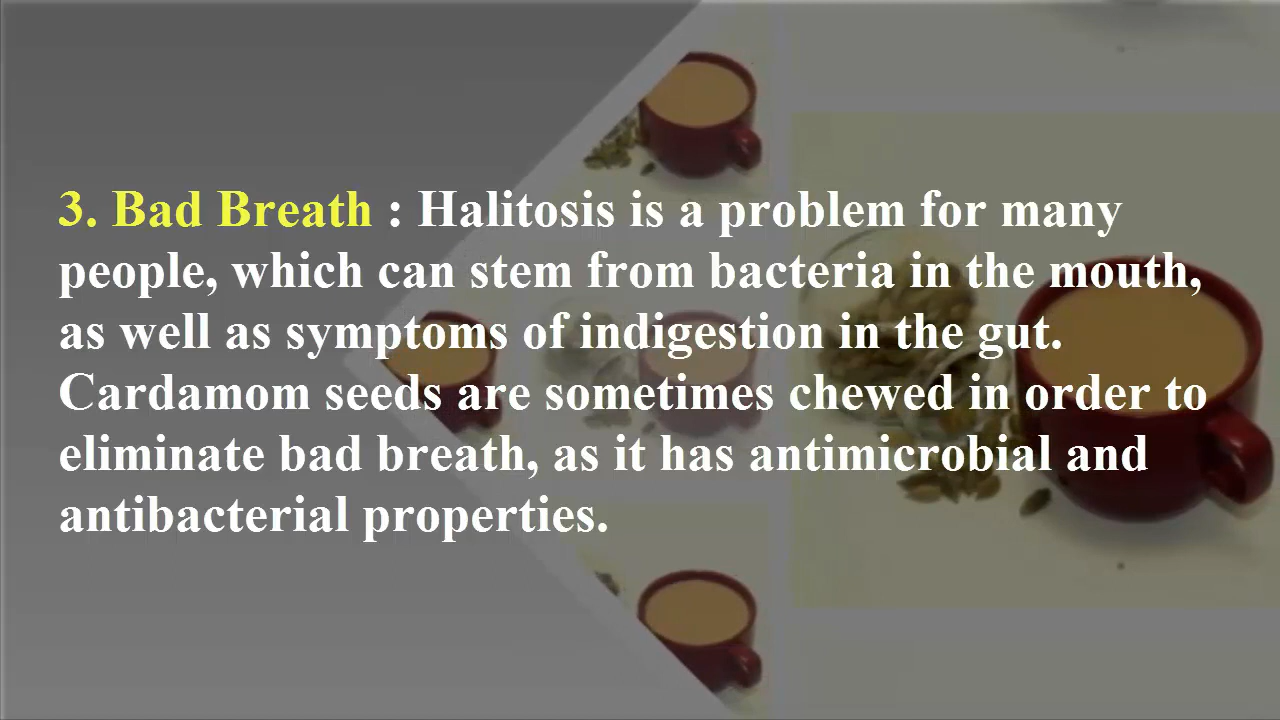 3. Bad Breath : Halitosis is a problem for many
people, which can stem from bacteria in the mouth,
as well as symptoms of indigestion in the gut.
Cardamom seeds are sometimes chewed in order to
eliminate bad breath, as it has antimicrobial and
antibacterial properties.